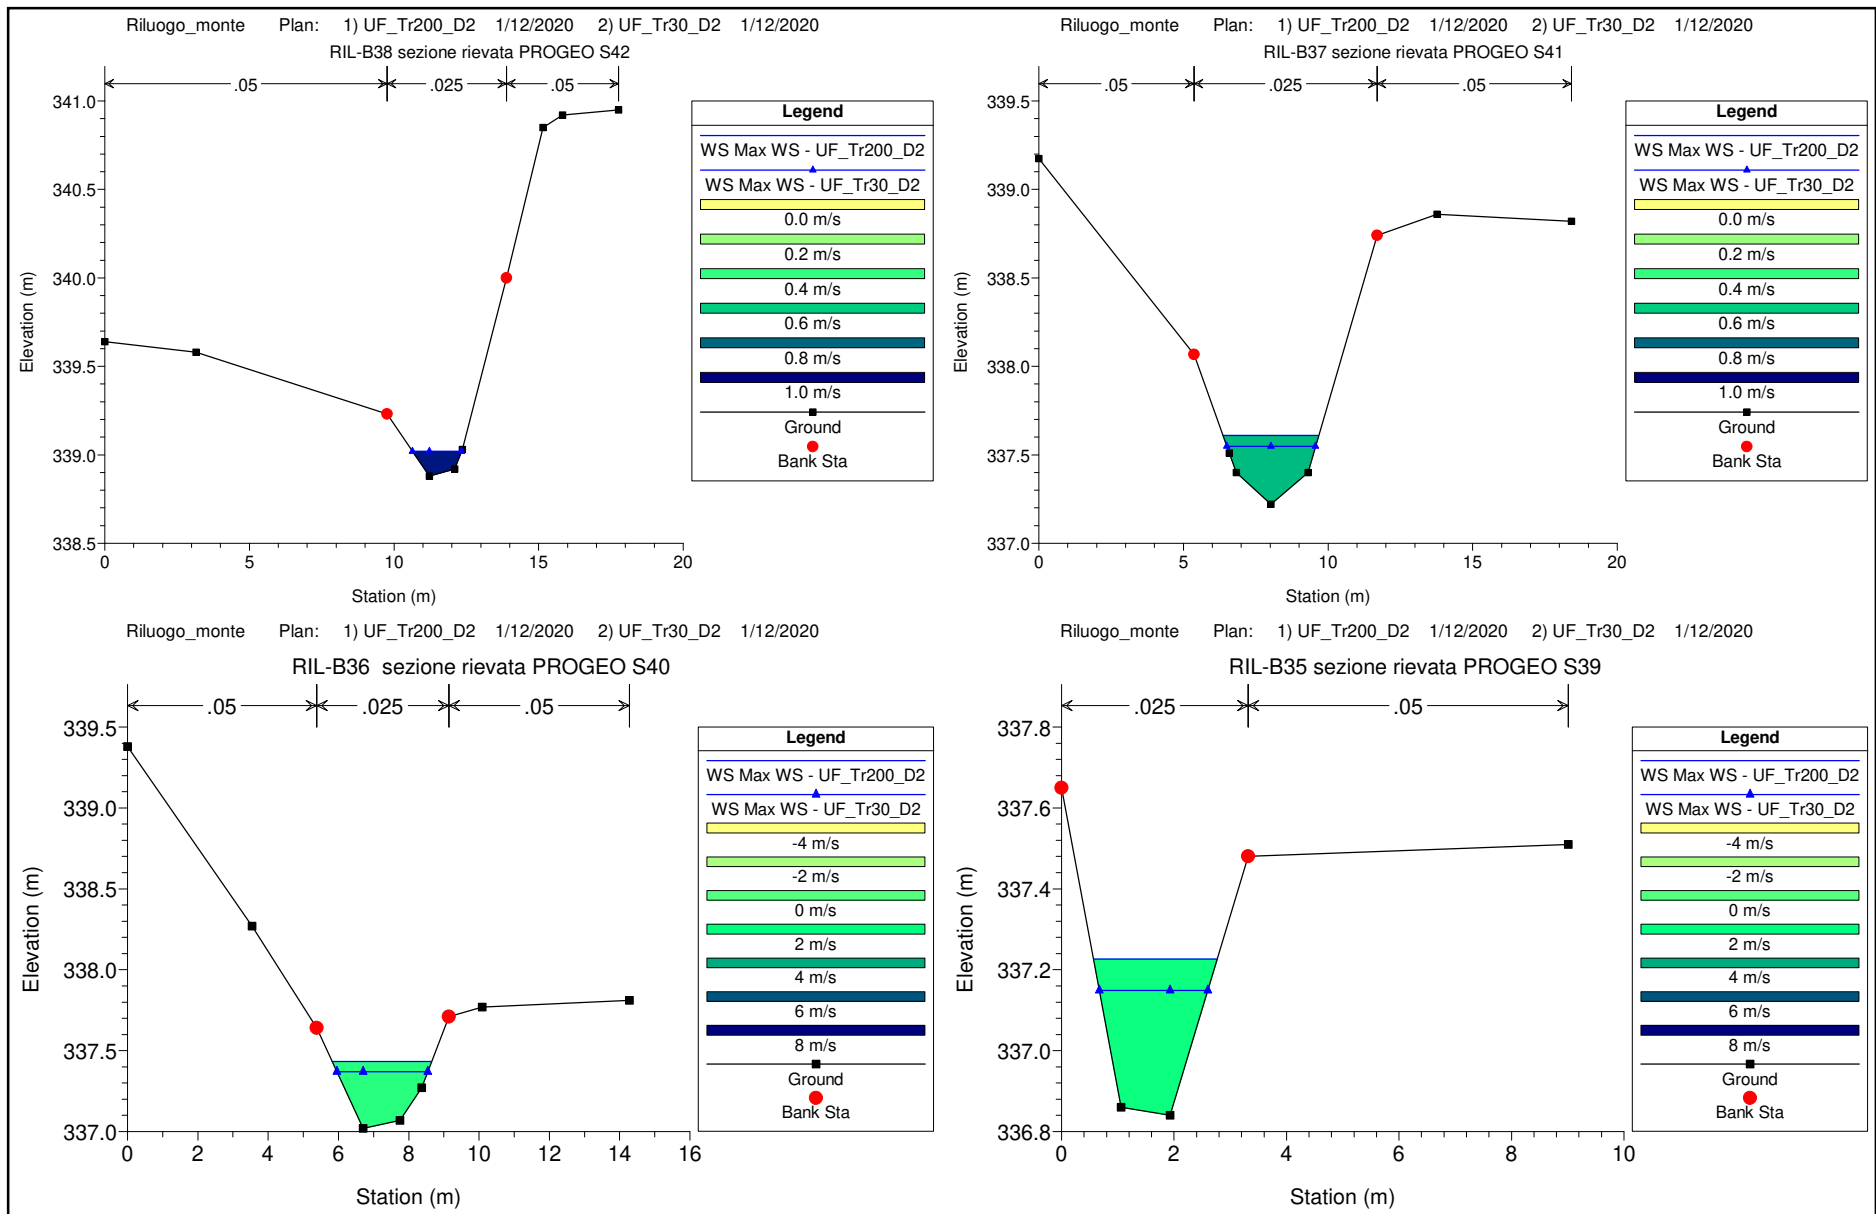 Riluogo_monte Plan: 1) UF_Tr200_D2 1/12/2020 2) UF_Tr30_D2 1/12/2020
RIL-B38 sezione rievata PROGEO S42
.05 .025 .05
341.0
340.5
340.0
339.5
339.0
338.5
Elevation (m)
0 5 10 15 20
Station (m)
Legend
WS Max WS - UF_Tr200_D2
WS Max WS - UF_Tr30_D2
0.0 m/s
0.2 m/s
0.4 m/s
0.6 m/s
0.8 m/s
1.0 m/s
Ground
Bank Sta
Riluogo_monte Plan: 1) UF_Tr200_D2 1/12/2020 2) UF_Tr30_D2 1/12/2020
RIL-B37 sezione rievata PROGEO S41
.05 .025 .05
339.5
339.0
338.5
338.0
337.5
337.0
Elevation (m)
0 5 10 15 20
Station (m)
Legend
WS Max WS - UF_Tr200_D2
WS Max WS - UF_Tr30_D2
0.0 m/s
0.2 m/s
0.4 m/s
0.6 m/s
0.8 m/s
1.0 m/s
Ground
Bank Sta
Riluogo_monte Plan: 1) UF_Tr200_D2 1/12/2020 2) UF_Tr30_D2 1/12/2020
RIL-B36 sezione rievata PROGEO S40
.05 .025 .05
339.5
339.0
338.5
338.0
337.5
337.0
Elevation (m)
0 2 4 6 8 10 12 14 16
Station (m)
Legend
WS Max WS - UF_Tr200_D2
WS Max WS - UF_Tr30_D2
-4 m/s
-2 m/s
0 m/s
2 m/s
4 m/s
6 m/s
8 m/s
Ground
Bank Sta
Riluogo_monte Plan: 1) UF_Tr200_D2 1/12/2020 2) UF_Tr30_D2 1/12/2020
RIL-B35 sezione rievata PROGEO S39
.025 .05
337.8
337.6
337.4
337.2
337.0
336.8
Elevation (m)
0 2 4 6 8 10
Station (m)
Legend
WS Max WS - UF_Tr200_D2
WS Max WS - UF_Tr30_D2
-4 m/s
-2 m/s
0 m/s
2 m/s
4 m/s
6 m/s
8 m/s
Ground
Bank Sta